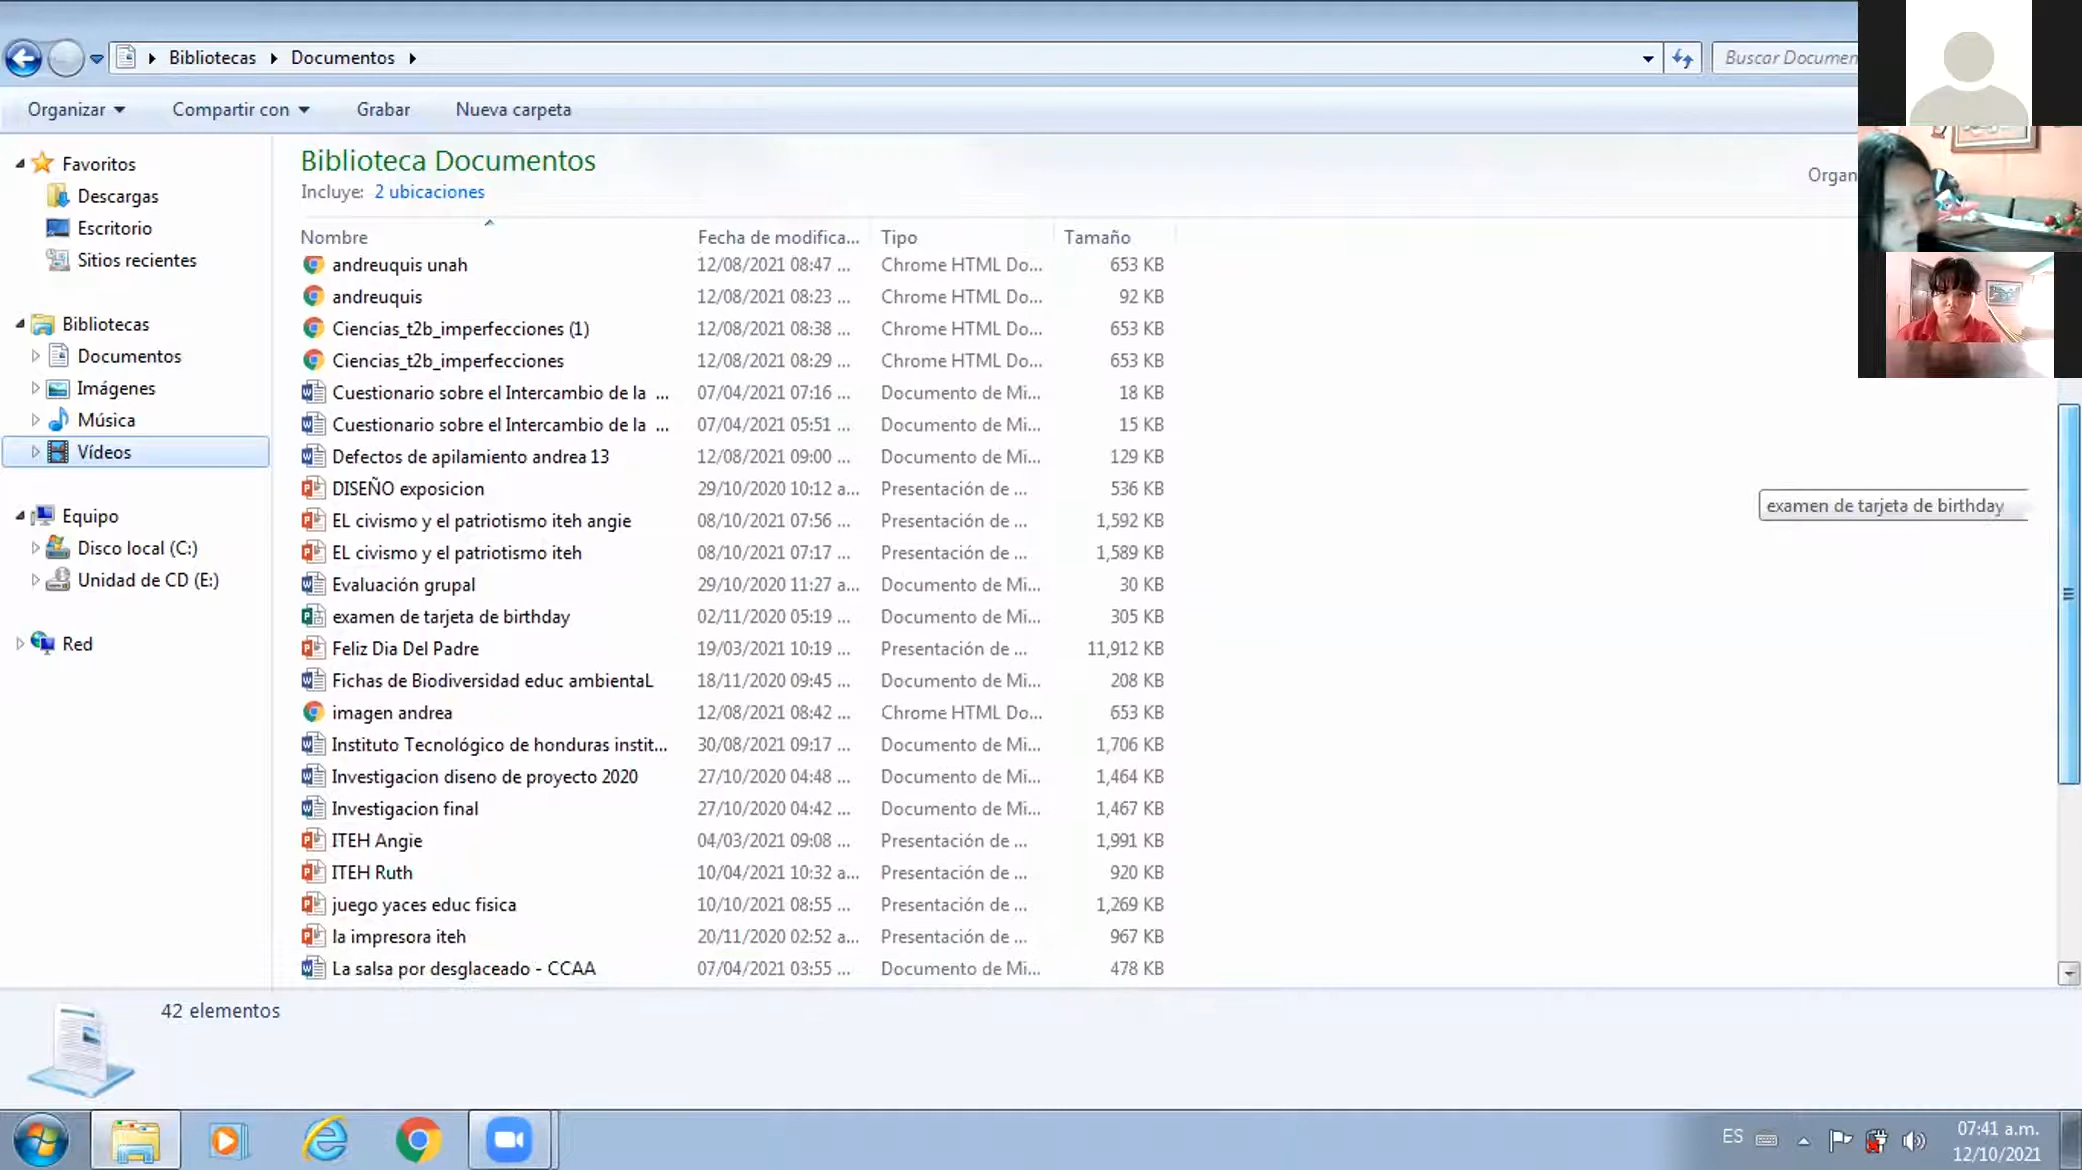 Bibliotecas Documentos
Buscar Documen
Organizar Compartir con Grabar Nueva carpeta
Favoritos
Descargas
Escritorio
Sitios recientes
Bibliotecas
Documentos
Imágenes
Música
Vídeos
Equipo
Disco local (C:)
Unidad de CD (E:)
Red
Biblioteca Documentos
Incluye: 2 ubicaciones
Organ
Nombre Fecha de modifica... Tipo Tamaño
andreuquis unah 12/08/2021 08:47 ... Chrome HTML Do... 653 KB
andreuquis 12/08/2021 08:23 ... Chrome HTML Do... 92 KB
Ciencias_t2b_imperfecciones (1) 12/08/2021 08:38 ... Chrome HTML Do... 653 KB
Ciencias_t2b_imperfecciones 12/08/2021 08:29 ... Chrome HTML Do... 653 KB
Cuestionario sobre el Intercambio de la ... 07/04/2021 07:16 ... Documento de Mi... 18 KB
Cuestionario sobre el Intercambio de la ... 07/04/2021 05:51 ... Documento de Mi... 15 KB
Defectos de apilamiento andrea 13 12/08/2021 09:00 ... Documento de Mi... 129 KB
DISEÑO exposicion 29/10/2020 10:12 a... Presentación de ... 536 KB
EL civismo y el patriotismo iteh angie 08/10/2021 07:56 ... Presentación de ... 1,592 KB
EL civismo y el patriotismo iteh 08/10/2021 07:17 ... Presentación de ... 1,589 KB
Evaluación grupal 29/10/2020 11:27 a... Documento de Mi... 30 KB
examen de tarjeta de birthday 02/11/2020 05:19 ... Documento de Mi... 305 KB
Feliz Dia Del Padre 19/03/2021 10:19 ... Presentación de ... 11,912 KB
Fichas de Biodiversidad educ ambientaL 18/11/2020 09:45 ... Documento de Mi... 208 KB
imagen andrea 12/08/2021 08:42 ... Chrome HTML Do... 653 KB
Instituto Tecnológico de honduras instit... 30/08/2021 09:17 ... Documento de Mi... 1,706 KB
Investigacion diseno de proyecto 2020 27/10/2020 04:48 ... Documento de Mi... 1,464 KB
Investigacion final 27/10/2020 04:42 ... Documento de Mi... 1,467 KB
ITEH Angie 04/03/2021 09:08 ... Presentación de ... 1,991 KB
ITEH Ruth 10/04/2021 10:32 a... Presentación de ... 920 KB
juego yaces educ fisica 10/10/2021 08:55 ... Presentación de ... 1,269 KB
la impresora iteh 20/11/2020 02:52 a... Presentación de ... 967 KB
La salsa por desglaceado - CCAA 07/04/2021 03:55 ... Documento de Mi... 478 KB
examen de tarjeta de birthday
42 elementos
ES
07:41 a.m.
12/10/2021